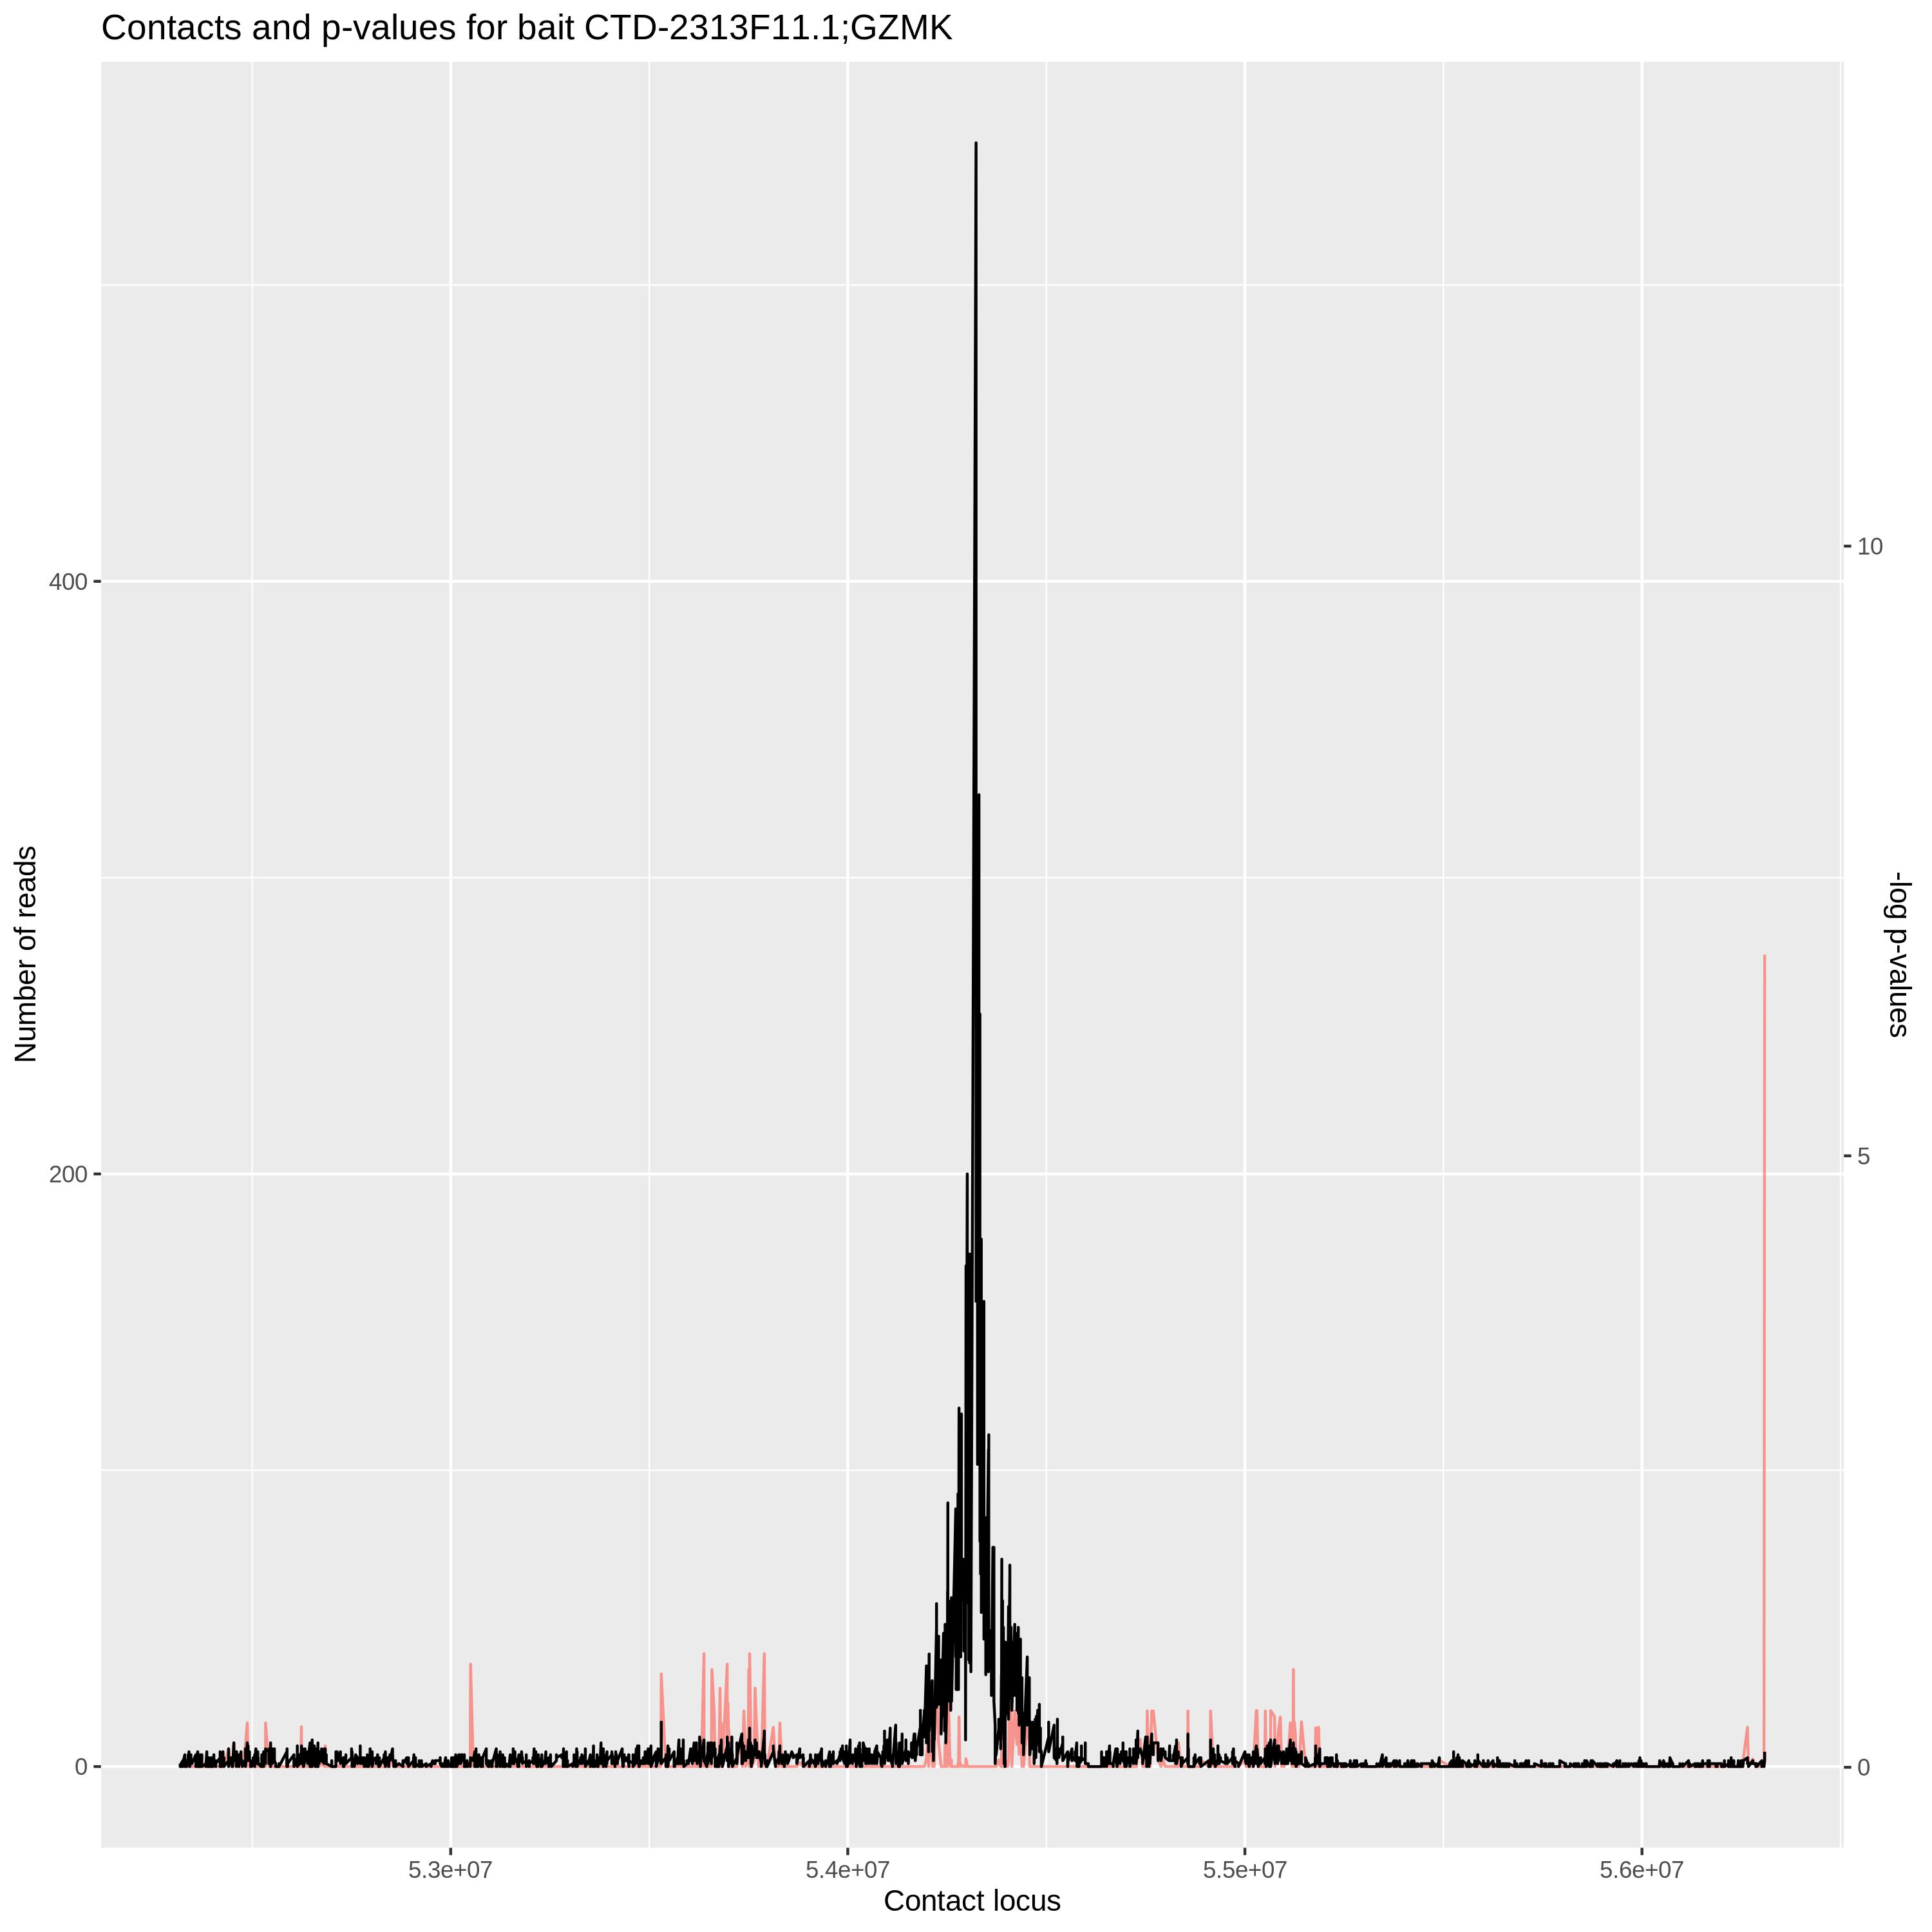 Contacts and p-values for bait CTD-2313F11.1;GZMK
Number of reads
400
200
0
10
5
0
-log p-values
5.3e+07
5.4e+07
5.5e+07
5.6e+07
Contact locus